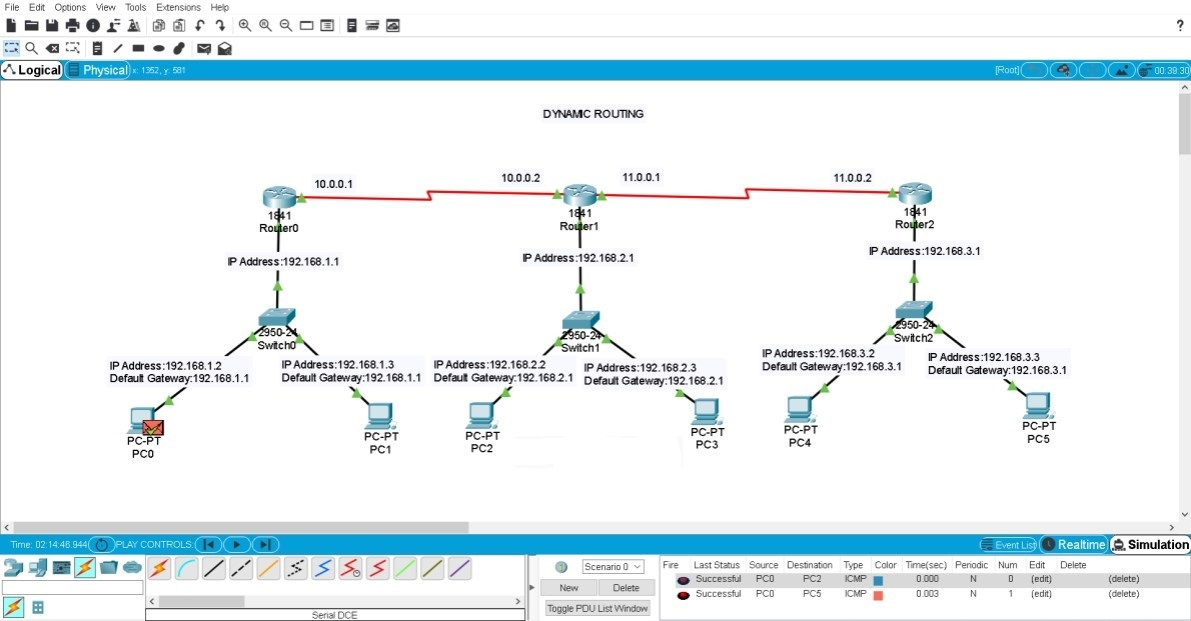 File Edit Options View Tools Extensions Help
?
Logical Physical x: 1352, y: 581 [Root] 00:39:30
DYNAMIC ROUTING
10.0.0.1 10.0.0.2 11.0.0.1 11.0.0.2
1841 1841 1841
Router0 Router1 Router2
IP Address:192.168.1.1 IP Address:192.168.2.1 IP Address:192.168.3.1
2950-24 2950-24 2950-24
Switch0 Switch1 Switch2
IP Address:192.168.1.2
Default Gateway:192.168.1.1
IP Address:192.168.1.3
Default Gateway:192.168.1.1
IP Address:192.168.2.2
Default Gateway:192.168.2.1
IP Address:192.168.2.3
Default Gateway:192.168.2.1
IP Address:192.168.3.2
Default Gateway:192.168.3.1
IP Address:192.168.3.3
Default Gateway:192.168.3.1
PC-PT
PC0
PC-PT
PC1
PC-PT
PC2
PC-PT
PC3
PC-PT
PC4
PC-PT
PC5
Time: 02:14:46.944 PLAY CONTROLS: Event List Realtime Simulation
Scenario 0
New Delete
Toggle PDU List Window
Serial DCE
Fire Last Status Source Destination Type Color Time(sec) Periodic Num Edit Delete
Successful PC0 PC2 ICMP 0.000 N 0 (edit) (delete)
Successful PC0 PC5 ICMP 0.003 N 1 (edit) (delete)